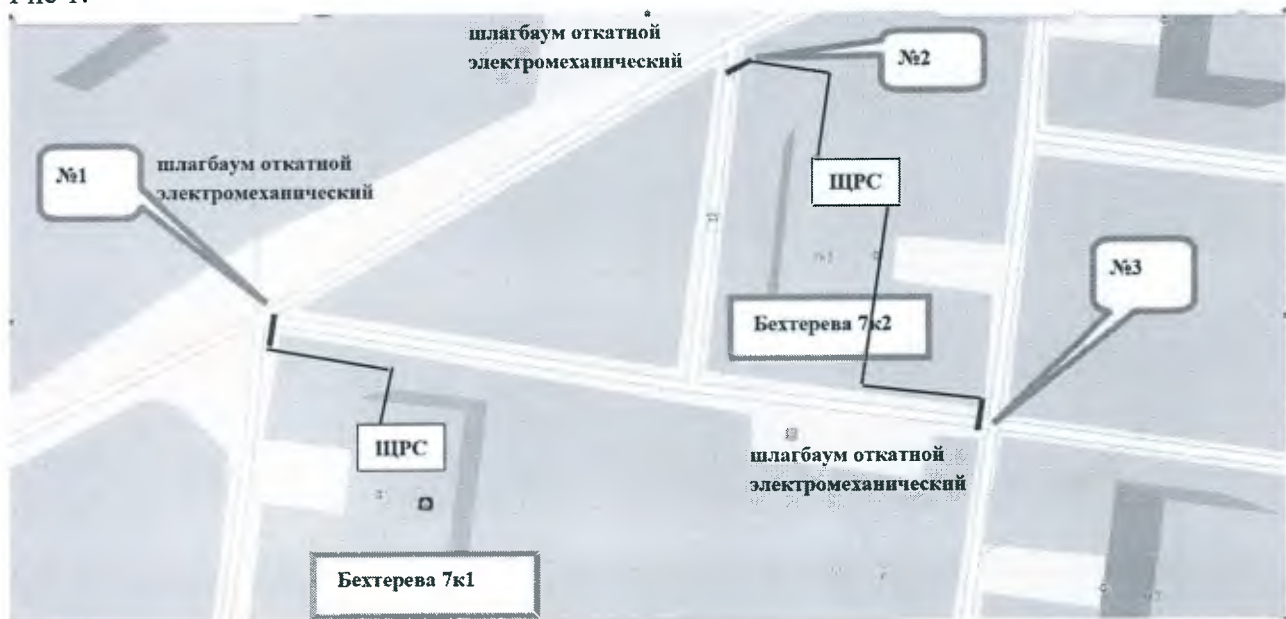 шлагбаум откатной
электромеханический
№2
№1
шлагбаум откатной
электромеханический
ЩРС
№3
Бехтерева 7к2
ЩРС
шлагбаум откатной
электромеханический
Бехтерева 7к1